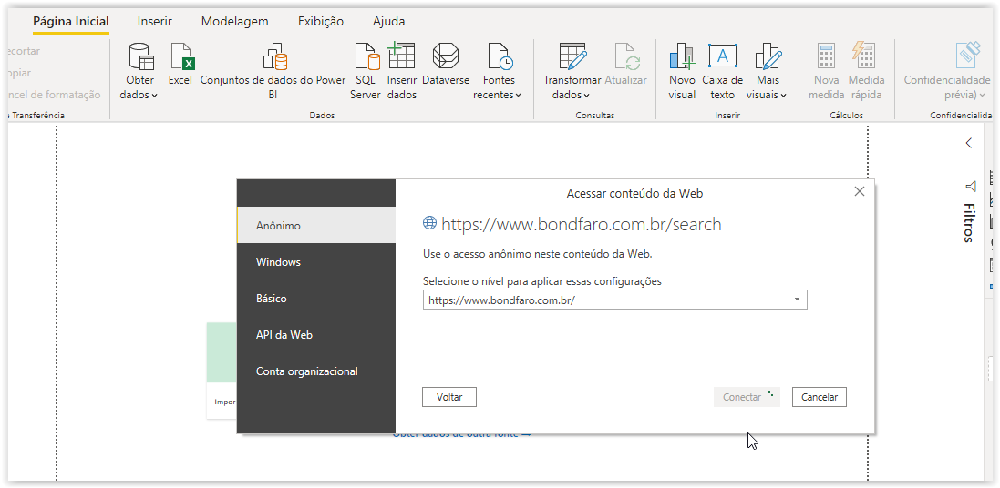 Página Inicial Inserir Modelagem Exibição Ajuda
ecortar
opiar
ncel de formatação
e Transferência
Obter
dados
Excel
Conjuntos de dados do Power
BI
SQL
Server
Inserir
dados
Dataverse
Fontes
recentes
Dados
Transformar
dados
Atualizar
Consultas
Novo
visual
Caixa de
texto
Mais
visuais
Inserir
Nova
medida
Medida
rápida
Cálculos
Confidencialidade
prévia)
Confidencialida
Filtros
Acessar conteúdo da Web
Anônimo
Windows
Básico
API da Web
Conta organizacional
https://www.bondfaro.com.br/search
Use o acesso anônimo neste conteúdo da Web.
Selecione o nível para aplicar essas configurações
https://www.bondfaro.com.br/
Voltar
Conectar
Cancelar
Impor
Obter dados de outra fonte →